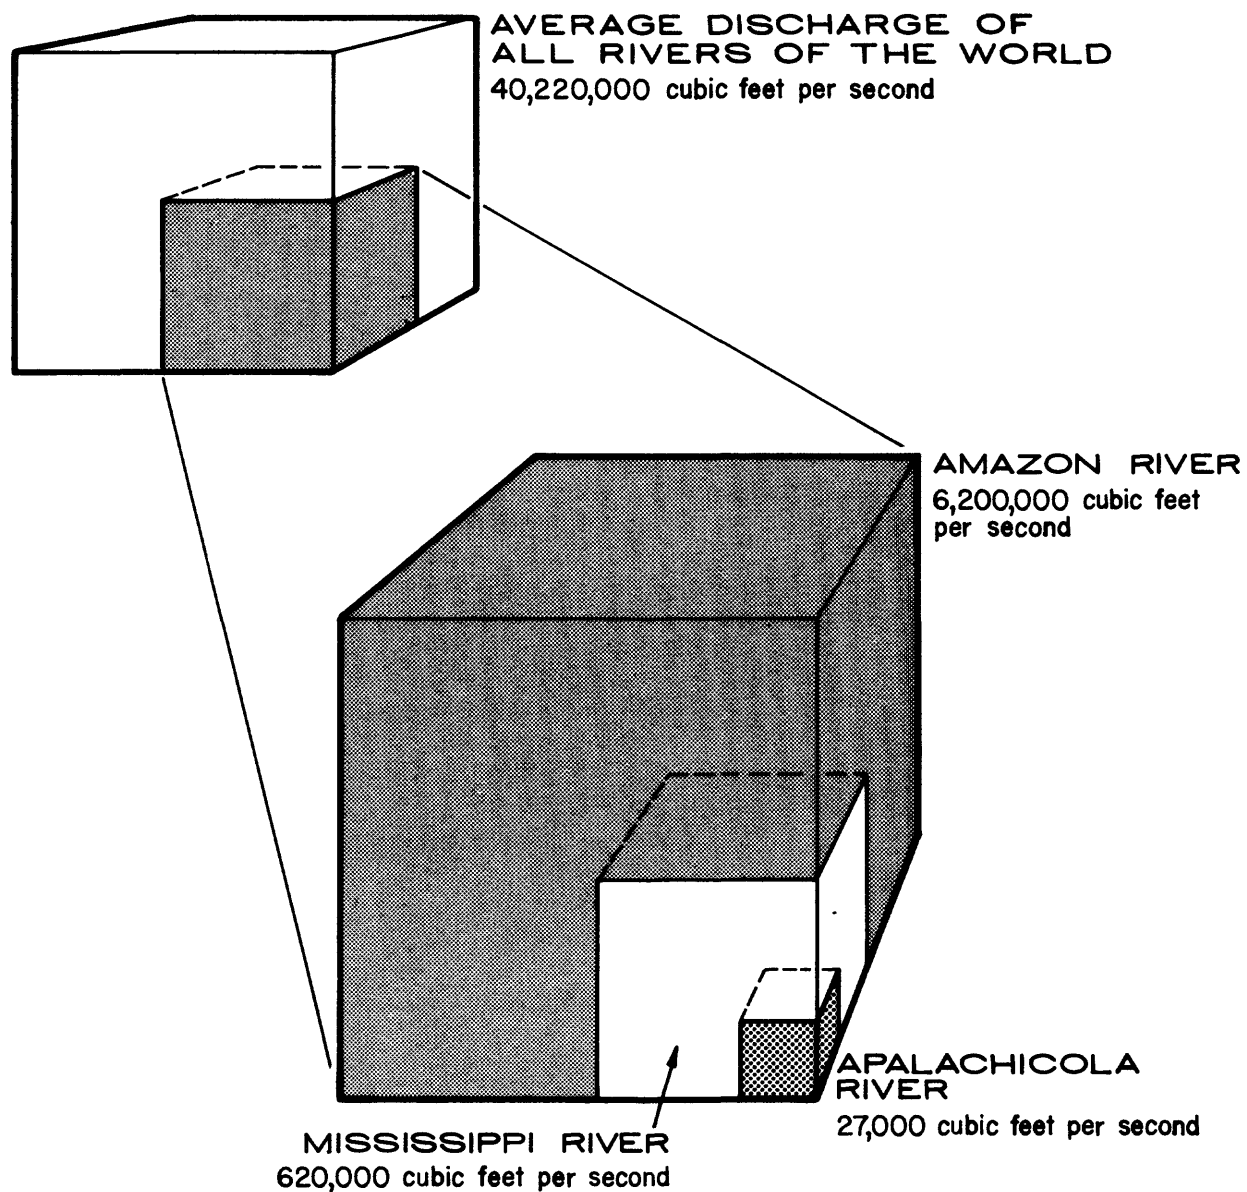 AVERAGE DISCHARGE OF
ALL RIVERS OF THE WORLD
40,220,000 cubic feet per second
AMAZON RIVER
6,200,000 cubic feet
per second
APALACHICOLA
RIVER
27,000 cubic feet per second
MISSISSIPPI RIVER
620,000 cubic feet per second